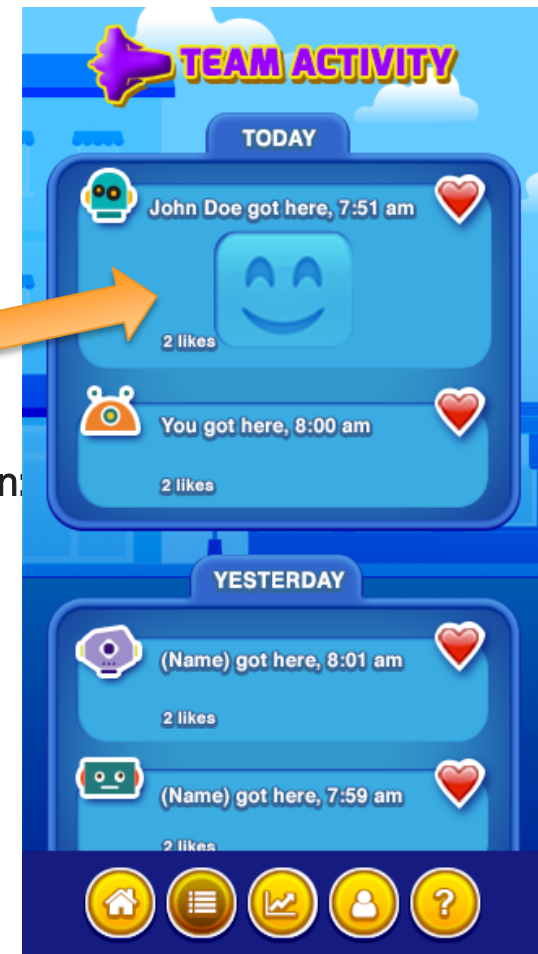 TEAM ACTIVITY
TODAY
John Doe got here, 7:51 am
2 likes
You got here, 8:00 am
n:
2 likes
YESTERDAY
(Name) got here, 8:01 am
2 likes
(Name) got here, 7:59 am
2 likes
?